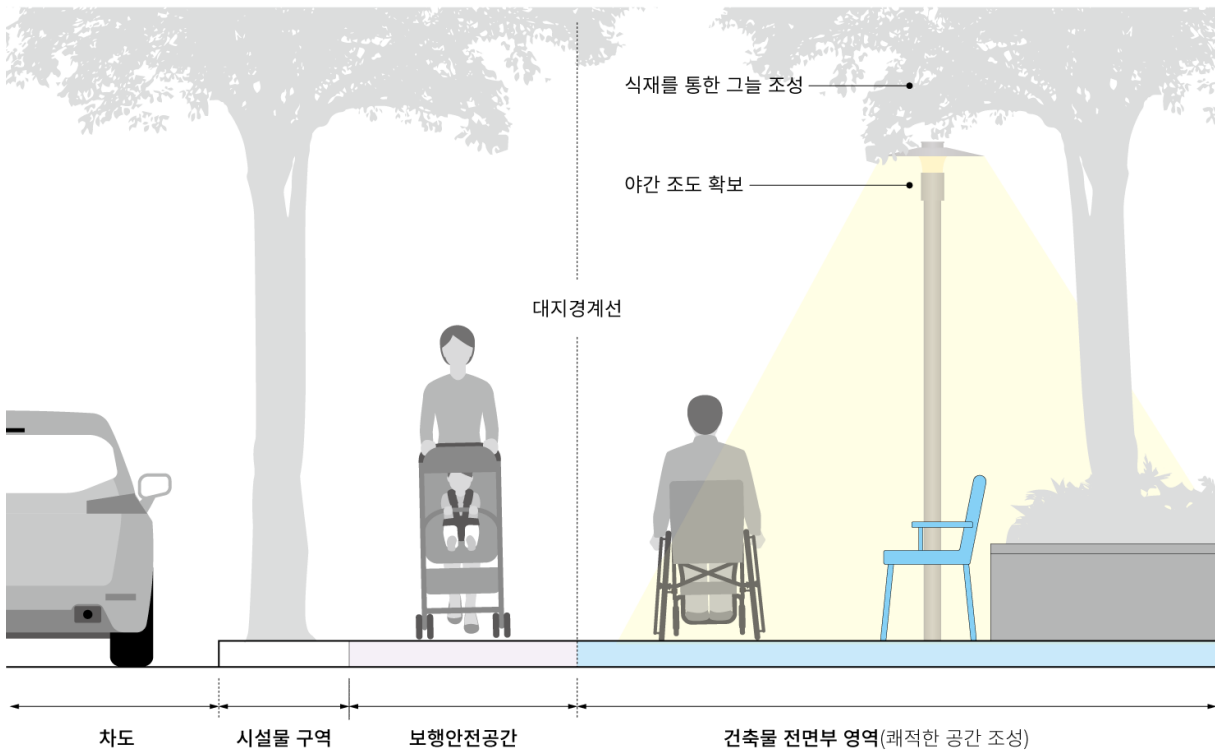 식재를 통한 그늘 조성
야간 조도 확보
대지경계선
차도
시설물 구역
보행안전공간
건축물 전면부 영역(쾌적한 공간 조성)